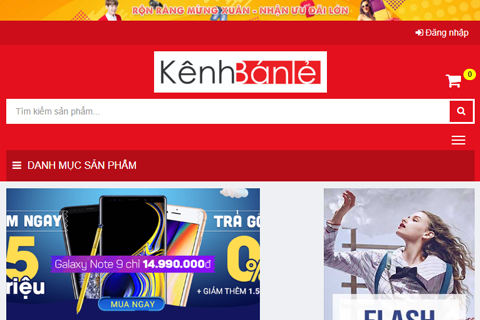 RỘN RÀNG MỪNG XUÂN - NHẬN ƯU ĐÃI LỚN
Đăng nhập
KênhBánlẻ
0
Tìm kiếm sản phẩm...
DANH MỤC SẢN PHẨM
NGAY
TRẢ GÓ
5
0%
Galaxy Note 9 chỉ 14.990.000đ
riệu
+ GIẢM THÊM 1.5
MUA NGAY
FLASH